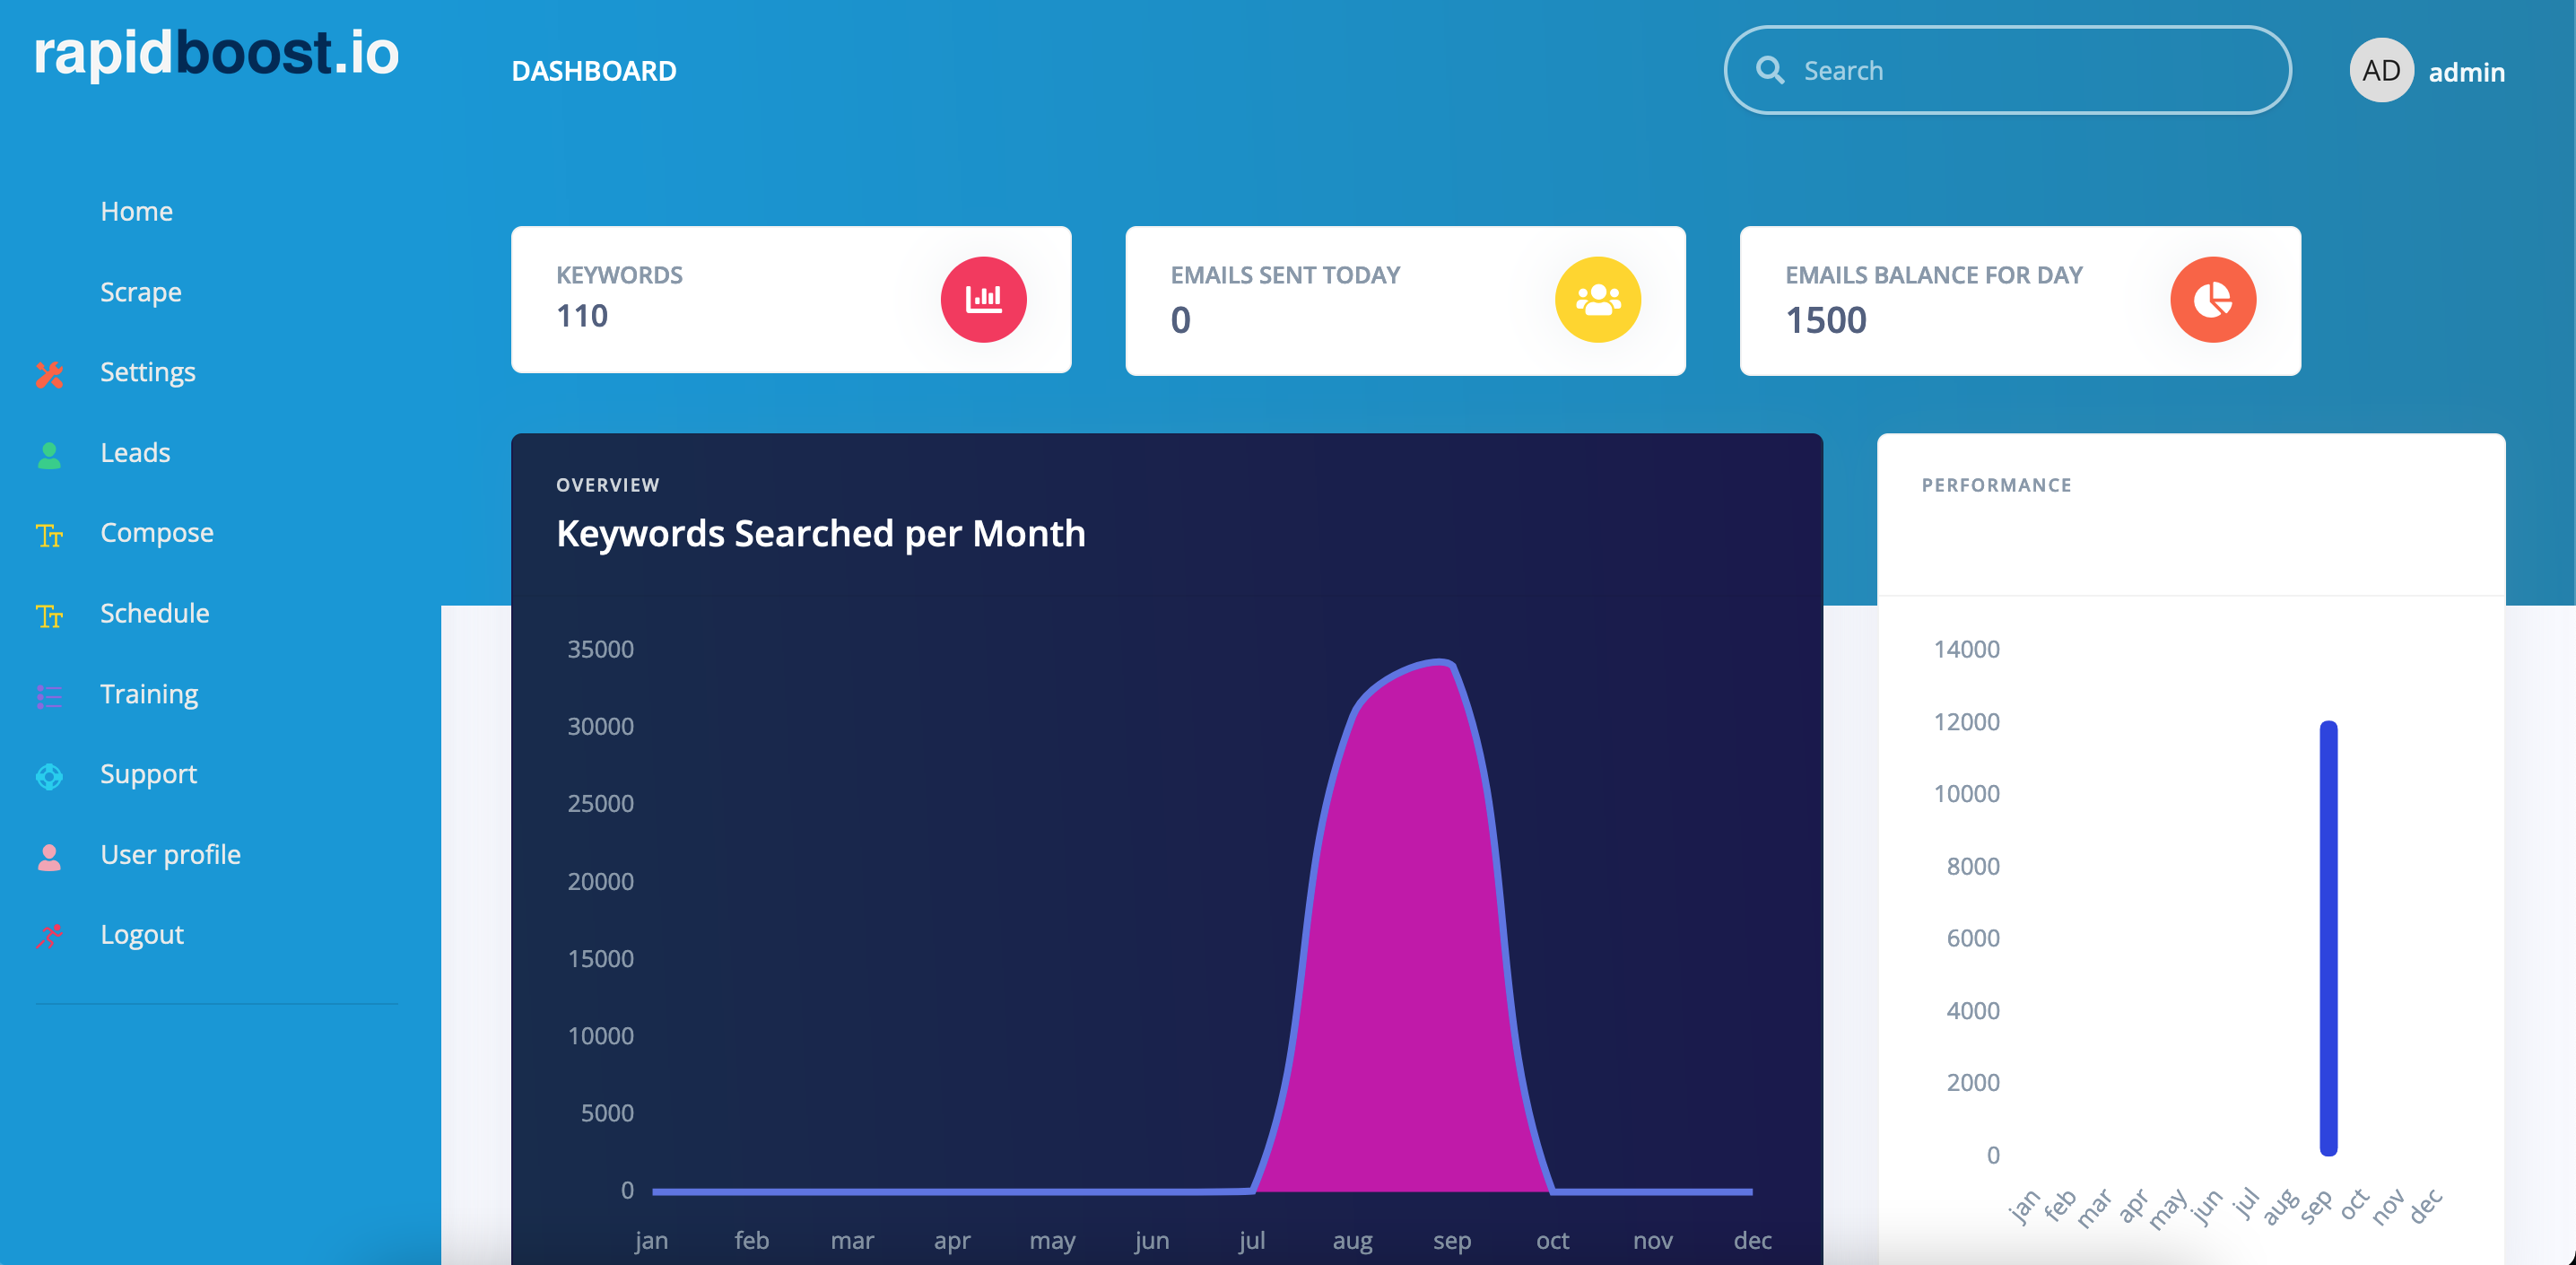 rapidboost.io
DASHBOARD
Search
AD admin
Home
Scrape
Settings
Leads
Compose
Schedule
Training
Support
User profile
Logout
KEYWORDS
110
EMAILS SENT TODAY
0
EMAILS BALANCE FOR DAY
1500
OVERVIEW
Keywords Searched per Month
35000
30000
25000
20000
15000
10000
5000
0
jan feb mar apr may jun jul aug sep oct nov dec
PERFORMANCE
14000
12000
10000
8000
6000
4000
2000
0
jan feb mar apr may jun jul aug sep oct nov dec